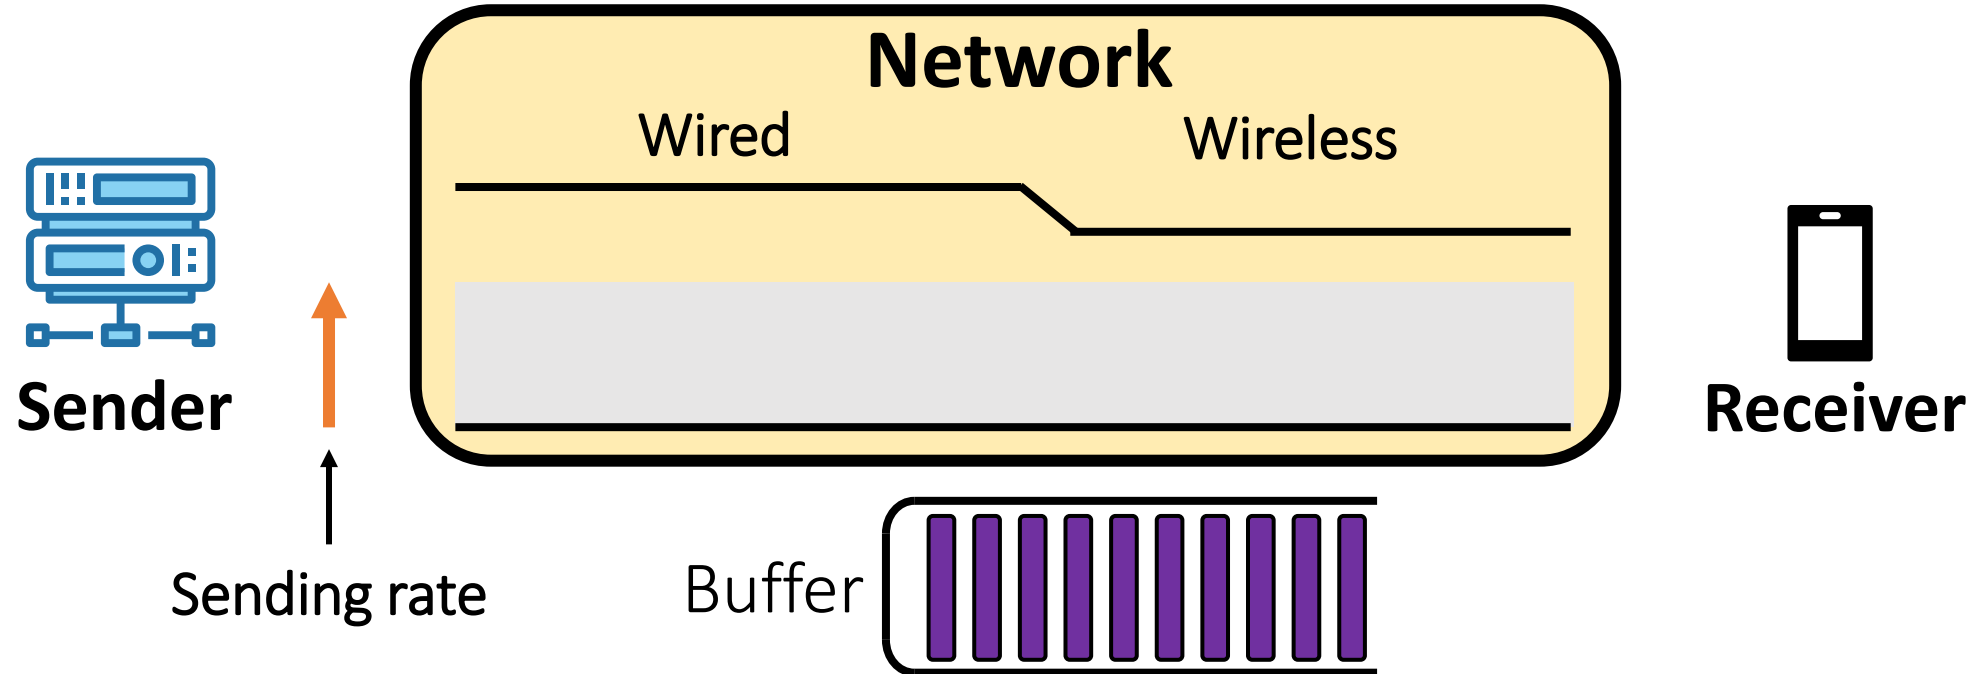 Network
Wired
Wireless
Sender
Receiver
Sending rate
Buffer